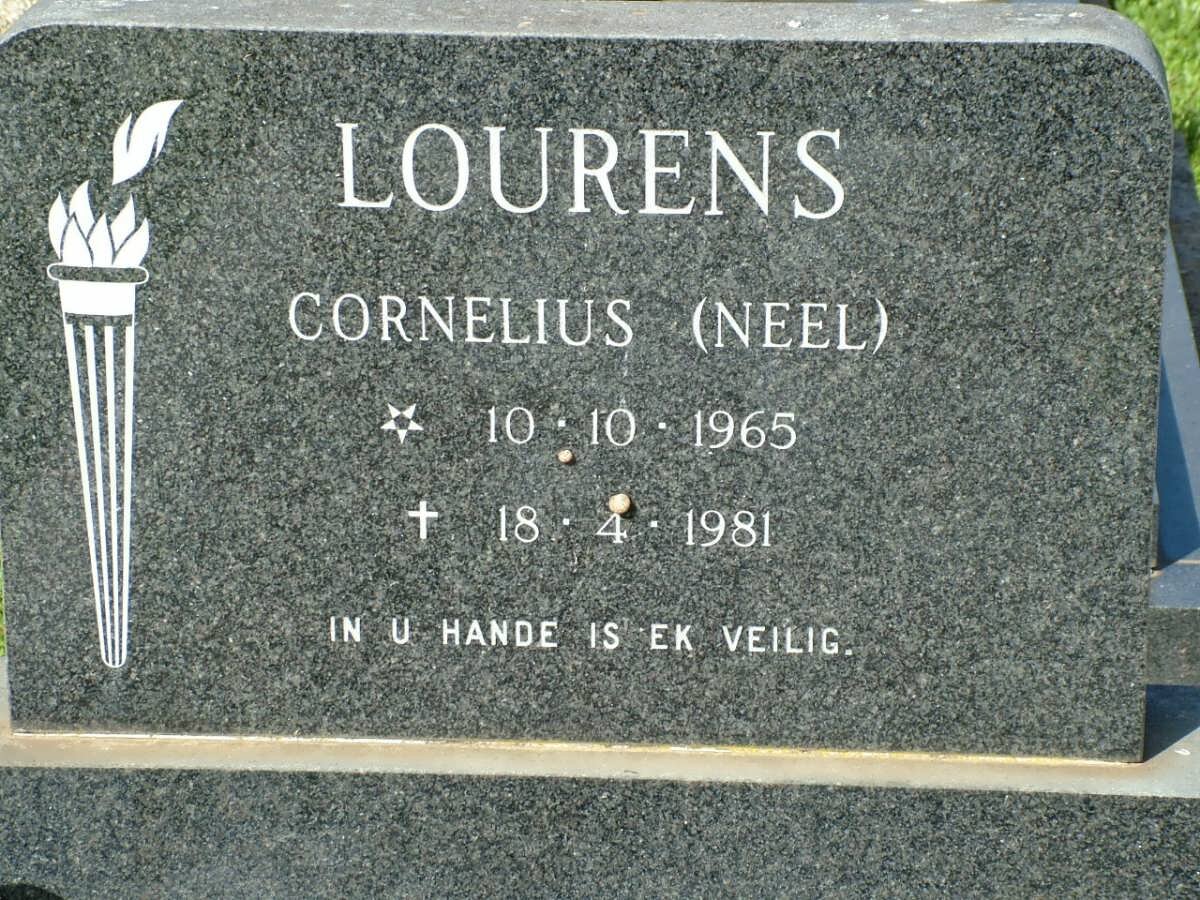 LOURENS
CORNELIUS (NEEL)
☆ 10 · 10 · 1965
✝ 18 · 4 · 1981
IN U HANDE IS EK VEILIG.